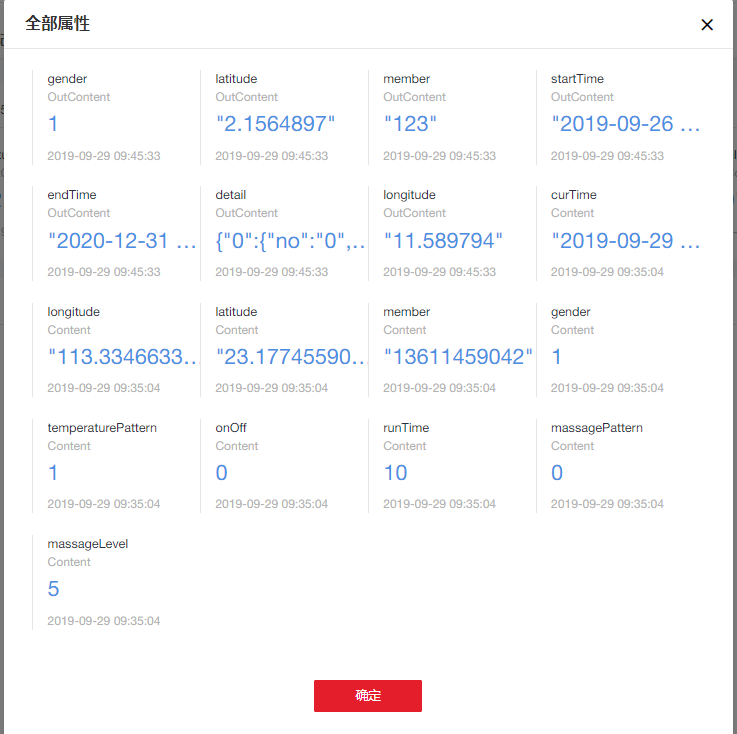 全部属性
gender
OutContent
1
2019-09-29 09:45:33
latitude
OutContent
"2.1564897"
2019-09-29 09:45:33
member
OutContent
"123"
2019-09-29 09:45:33
startTime
OutContent
"2019-09-26 ...
2019-09-29 09:45:33
endTime
OutContent
"2020-12-31 ...
2019-09-29 09:45:33
detail
OutContent
{"0":{"no":"0",...
2019-09-29 09:45:33
longitude
OutContent
"11.589794"
2019-09-29 09:45:33
curTime
Content
"2019-09-29 ...
2019-09-29 09:35:04
longitude
Content
"113.3346633...
2019-09-29 09:35:04
latitude
Content
"23.17745590...
2019-09-29 09:35:04
member
Content
"13611459042"
2019-09-29 09:35:04
gender
Content
1
2019-09-29 09:35:04
temperaturePattern
Content
1
2019-09-29 09:35:04
onOff
Content
0
2019-09-29 09:35:04
runTime
Content
10
2019-09-29 09:35:04
massagePattern
Content
0
2019-09-29 09:35:04
massageLevel
Content
5
2019-09-29 09:35:04
确定